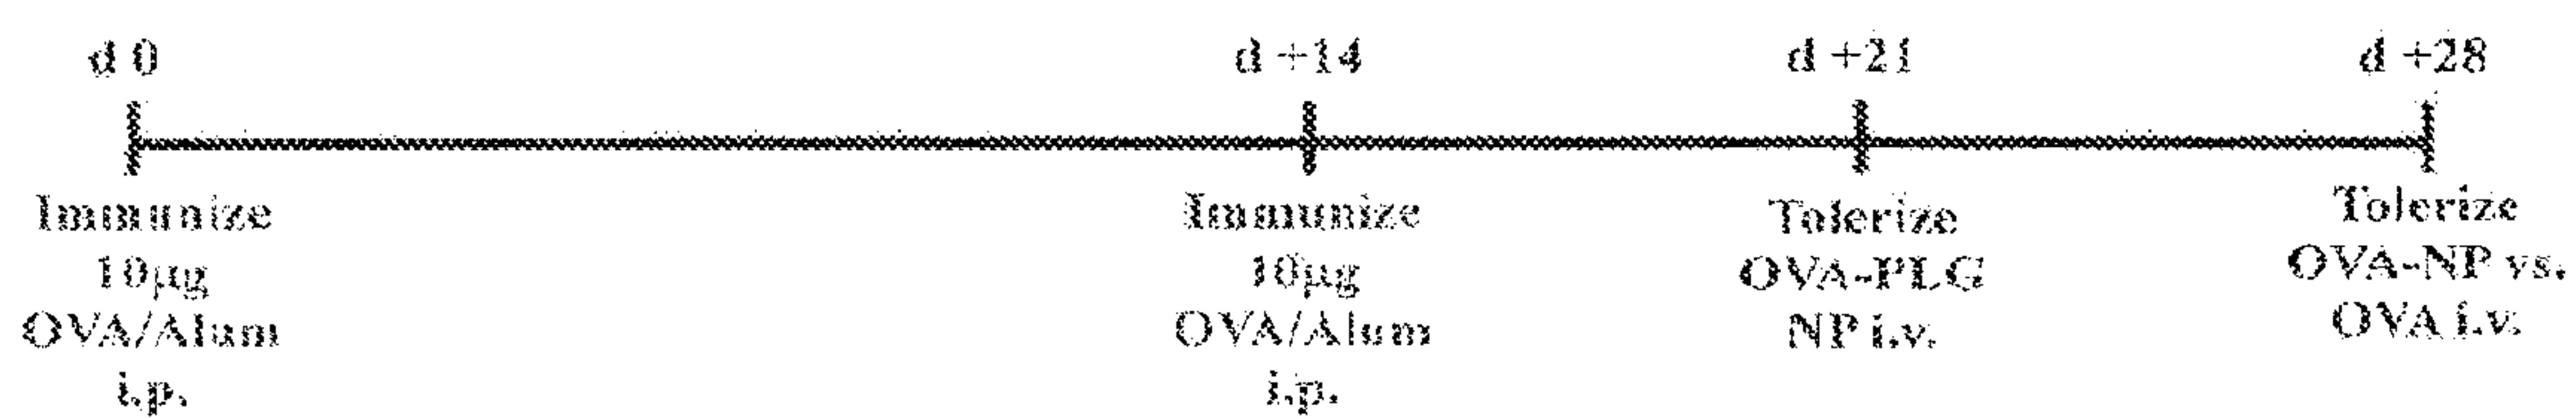 d 0
d +14
d +21
d +28
Immunize
10µg
OVA/Alum
i.p.
Immunize
10µg
OVA/Alum
i.p.
Tolerize
OVA-PLG
NP i.v.
Tolerize
OVA-NP vs.
OVA i.v.